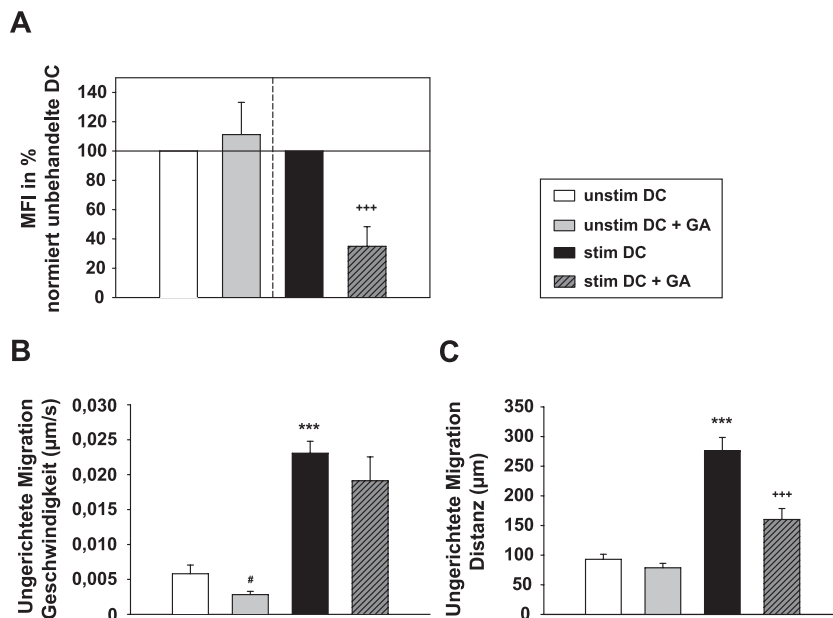 A
MFI in %
normiert unbehandelte DC
140
120
100
80
60
40
20
0
+++
unstim DC
unstim DC + GA
stim DC
stim DC + GA
B
Ungerichtete Migration
Geschwindigkeit (µm/s)
0,030
0,025
0,020
0,015
0,010
0,005
0
#
***
C
Ungerichtete Migration
Distanz (µm)
350
300
250
200
150
100
50
0
***
+++